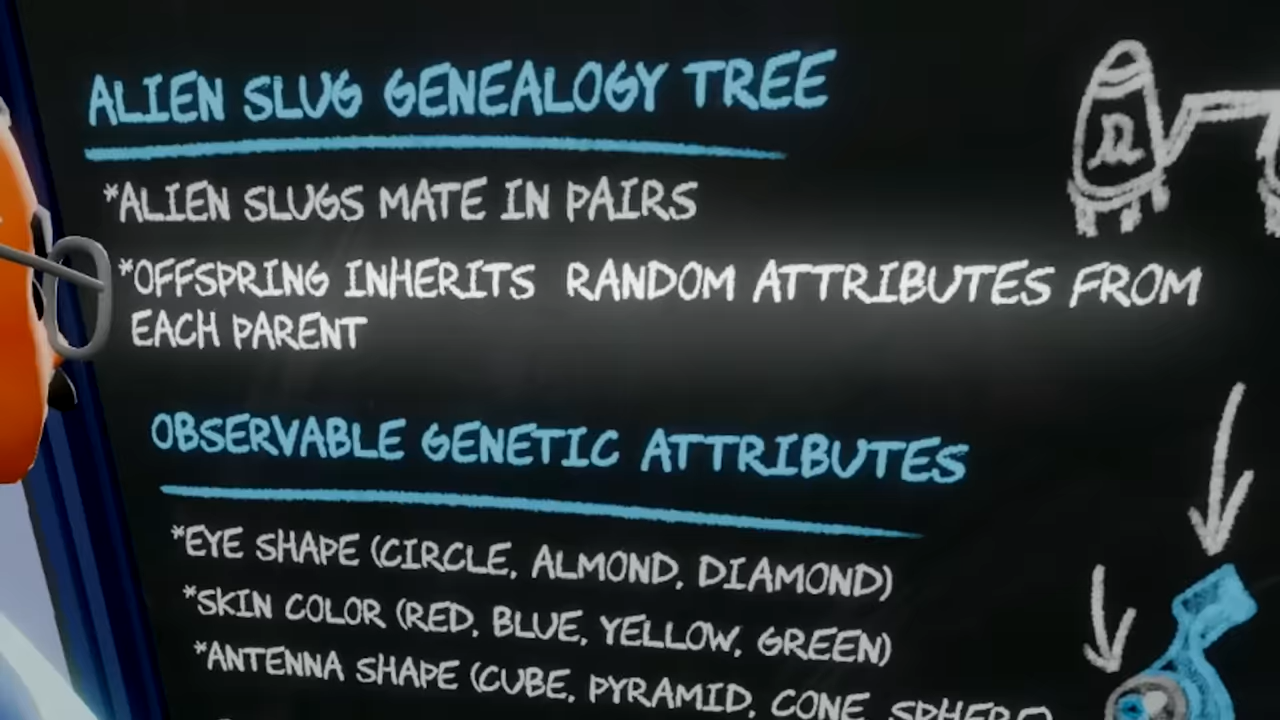 ALIEN SLUG GENEALOGY TREE
*ALIEN SLUGS MATE IN PAIRS
*OFFSPRING INHERITS RANDOM ATTRIBUTES FROM
EACH PARENT
OBSERVABLE GENETIC ATTRIBUTES
*EYE SHAPE (CIRCLE, ALMOND, DIAMOND)
*SKIN COLOR (RED, BLUE, YELLOW, GREEN)
*ANTENNA SHAPE (CUBE, PYRAMID, CONE, SPHERE)